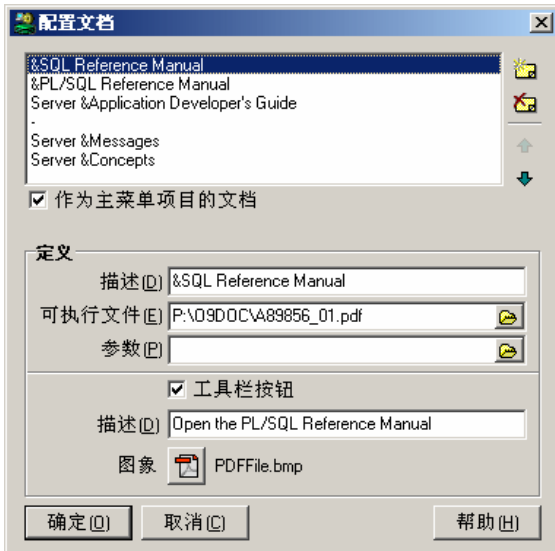 配置文档
&SQL Reference Manual
&PL/SQL Reference Manual
Server &Application Developer's Guide
-
Server &Messages
Server &Concepts
作为主菜单项目的文档
定义
描述(D) &SQL Reference Manual
可执行文件(E) P:\O9DOC\A89856_01.pdf
参数(P)
工具栏按钮
描述(D) Open the PL/SQL Reference Manual
图象 PDFFile.bmp
确定(O) 取消(C) 帮助(H)